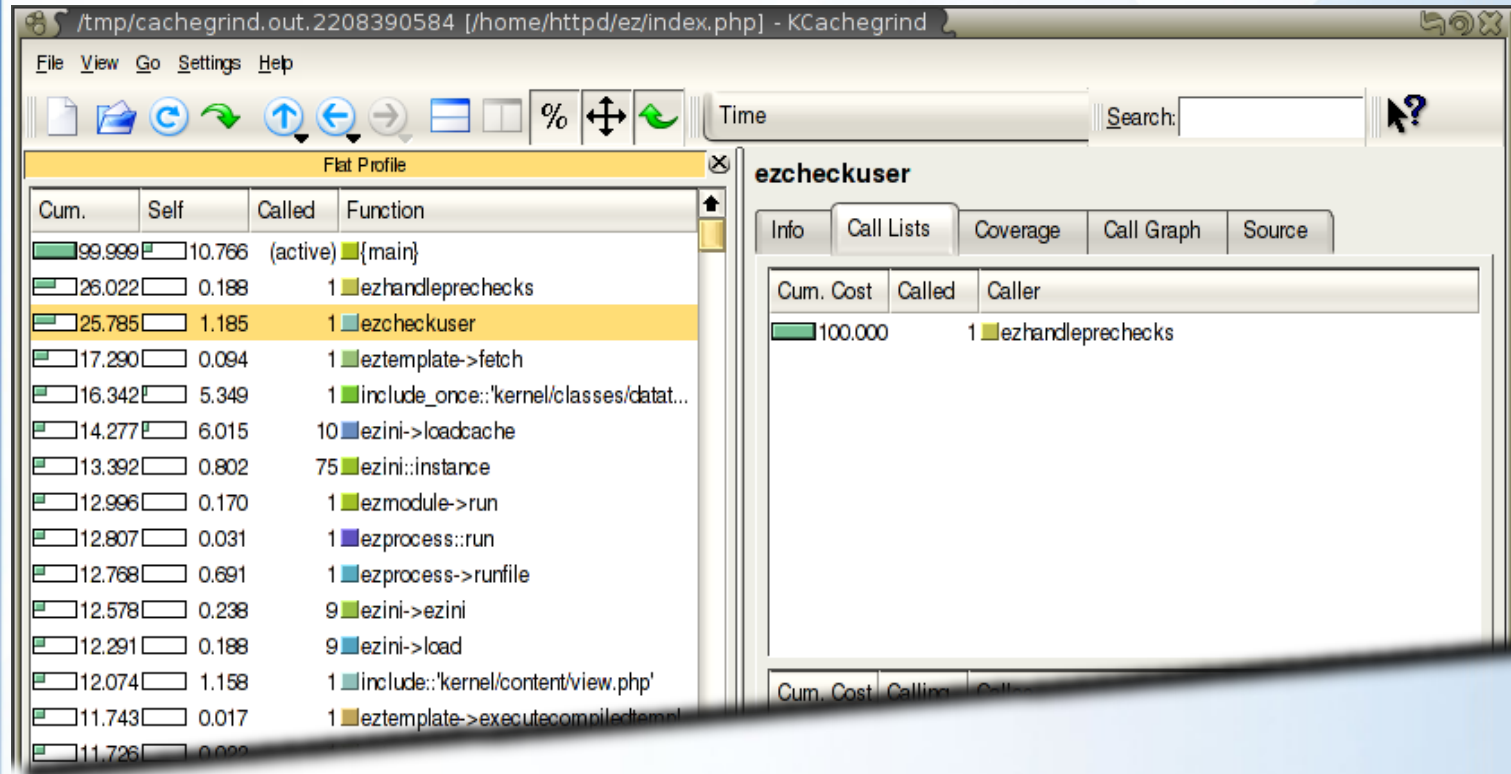 /tmp/cachegrind.out.2208390584 [/home/httpd/ez/index.php] - KCachegrind
File View Go Settings Help
% Time Search: ?
Flat Profile
Cum. Self Called Function
99.999 10.766 (active) {main}
26.022 0.188 1 ezhandleprechecks
25.785 1.185 1 ezcheckuser
17.290 0.094 1 eztemplate->fetch
16.342 5.349 1 include_once::'kernel/classes/datat...
14.277 6.015 10 ezini->loadcache
13.392 0.802 75 ezini::instance
12.996 0.170 1 ezmodule->run
12.807 0.031 1 ezprocess::run
12.768 0.691 1 ezprocess->runfile
12.578 0.238 9 ezini->ezini
12.291 0.188 9 ezini->load
12.074 1.158 1 include::'kernel/content/view.php'
11.743 0.017 1 eztemplate->executecompiledtempl
11.726 0.022
ezcheckuser
Info Call Lists Coverage Call Graph Source
Cum. Cost Called Caller
100.000 1 ezhandleprechecks
Cum. Cost Calling Callee